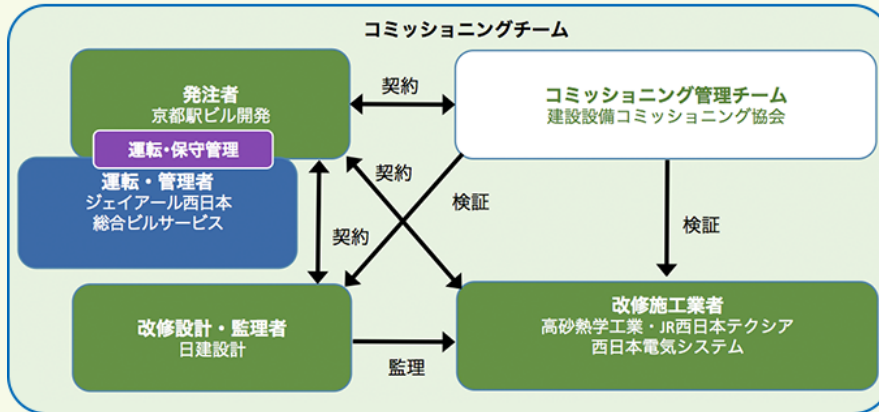 コミッショニングチーム
発注者
京都駅ビル開発
契約
コミッショニング管理チーム
建設設備コミッショニング協会
運転・保守管理
運転・管理者
ジェイアール西日本
総合ビルサービス
契約
検証
検証
契約
改修設計・監理者
日建設計
監理
改修施工業者
高砂熱学工業・JR西日本テクシア
西日本電気システム